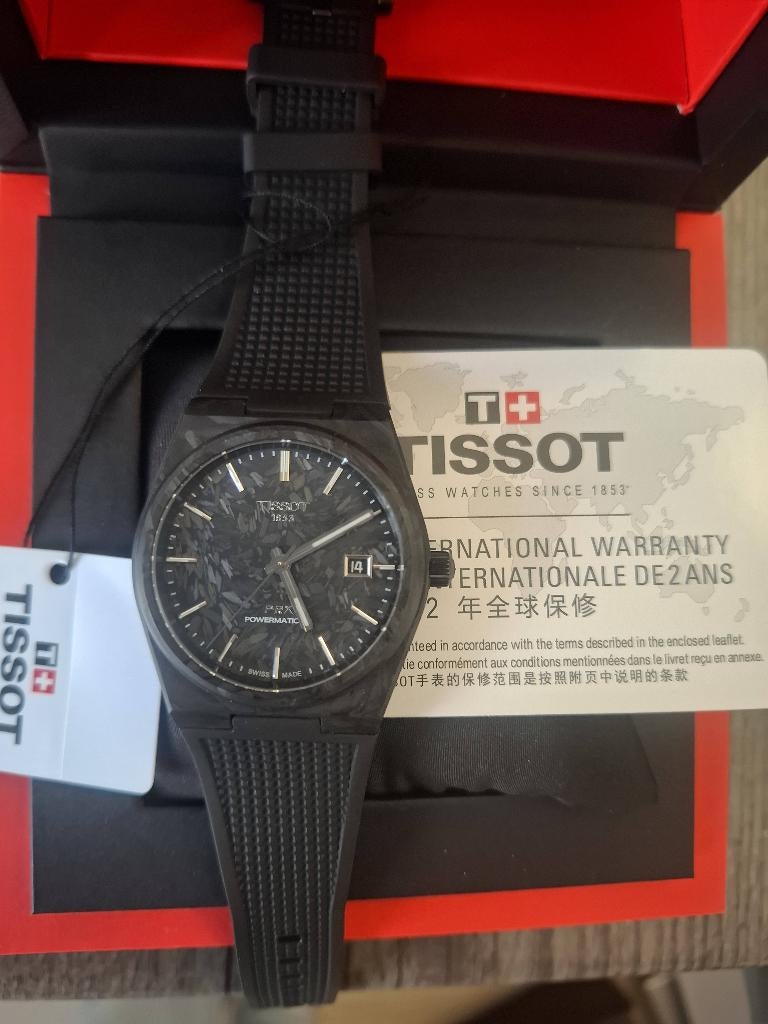 TISSOT
1853
14
PRX
POWERMATIC
SWISS MADE
T+
TISSOT
T+
TISSOT
SS WATCHES SINCE 1853
ERNATIONAL WARRANTY
TERNATIONALE DE 2 ANS
2 年全球保修
nteed in accordance with the terms described in the enclosed leaflet.
tie conformément aux conditions mentionnées dans le livret reçu en annexe.
SOT手表的保修范围是按照附页中说明的条款